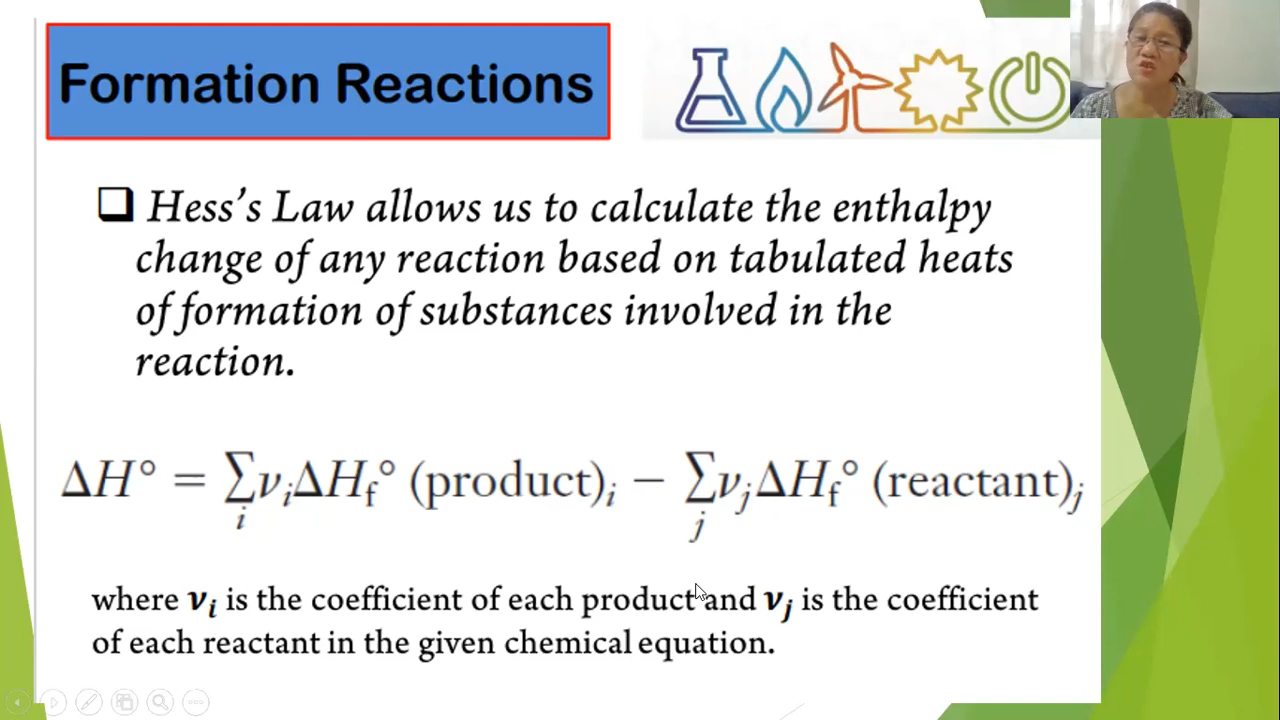 Formation Reactions
❑ Hess’s Law allows us to calculate the enthalpy
change of any reaction based on tabulated heats
of formation of substances involved in the
reaction.
ΔH° = ∑ᵢ νᵢΔH_f° (product)ᵢ − ∑ⱼ νⱼΔH_f° (reactant)ⱼ
where νᵢ is the coefficient of each product and νⱼ is the coefficient
of each reactant in the given chemical equation.